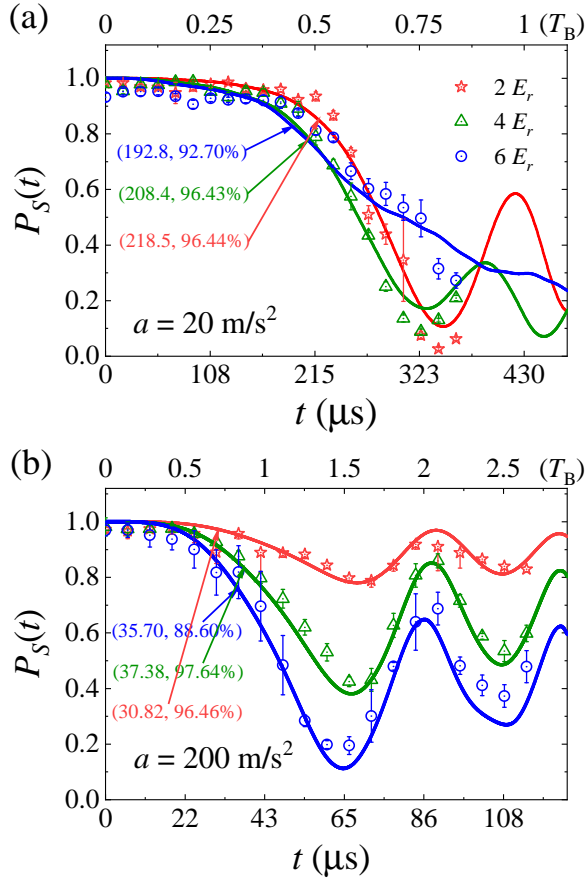 (a)
0 0.25 0.5 0.75 1 (T_B)
1.0
0.8
0.6
0.4
0.2
0.0
P_S(t)
2 E_r
4 E_r
6 E_r
(192.8, 92.70%)
(208.4, 96.43%)
(218.5, 96.44%)
a = 20 m/s²
0 108 215 323 430
t (μs)
(b)
0 0.5 1 1.5 2 2.5 (T_B)
1.0
0.8
0.6
0.4
0.2
0.0
P_S(t)
(35.70, 88.60%)
(37.38, 97.64%)
(30.82, 96.46%)
a = 200 m/s²
0 22 43 65 86 108
t (μs)